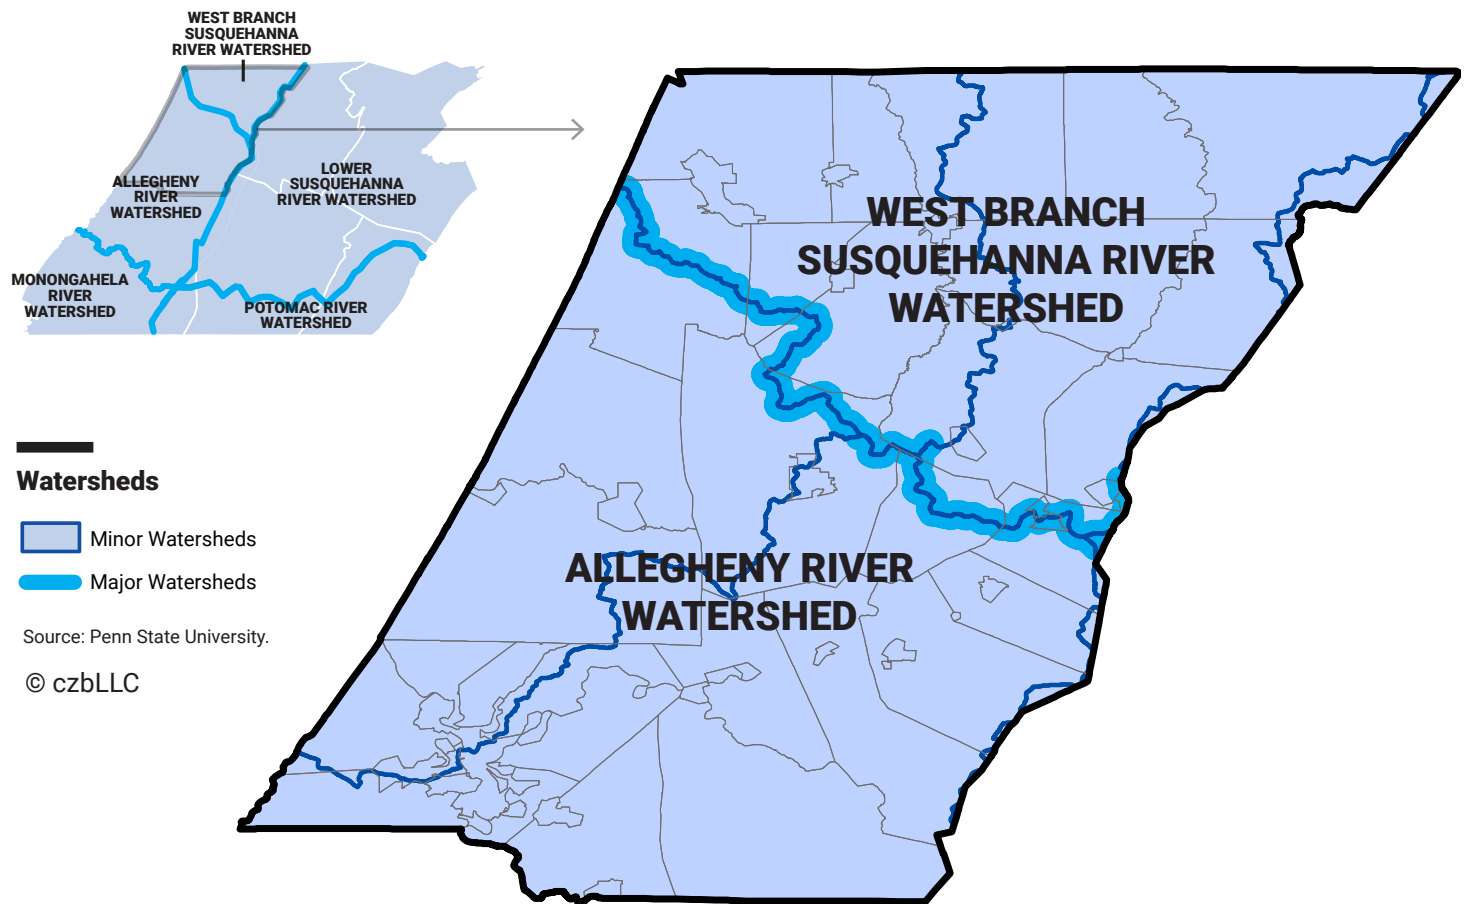 WEST BRANCH
SUSQUEHANNA
RIVER WATERSHED
LOWER
SUSQUEHANNA
RIVER WATERSHED
ALLEGHENY
RIVER
WATERSHED
MONONGAHELA
RIVER
WATERSHED
POTOMAC RIVER
WATERSHED
WEST BRANCH
SUSQUEHANNA RIVER
WATERSHED
ALLEGHENY RIVER
WATERSHED
Watersheds
Minor Watersheds
Major Watersheds
Source: Penn State University.
© czbLLC